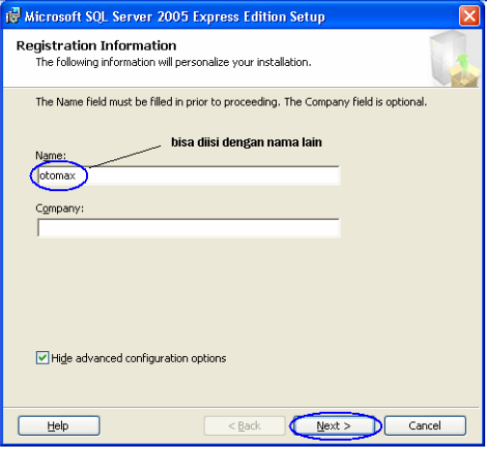 Microsoft SQL Server 2005 Express Edition Setup
Registration Information
The following information will personalize your installation.
The Name field must be filled in prior to proceeding. The Company field is optional.
bisa diisi dengan nama lain
Name:
otomax
Company:
Hide advanced configuration options
Help
< Back
Next >
Cancel